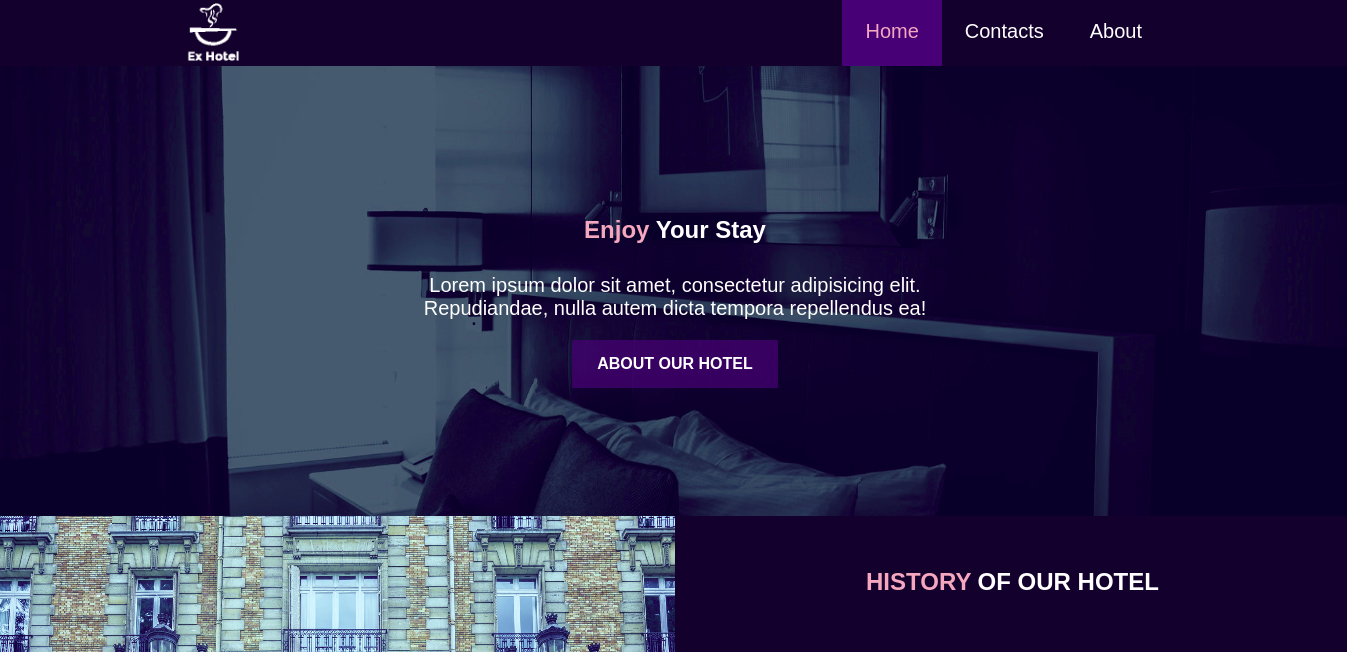 Ex Hotel
Home Contacts About
Enjoy Your Stay
Lorem ipsum dolor sit amet, consectetur adipisicing elit.
Repudiandae, nulla autem dicta tempora repellendus ea!
ABOUT OUR HOTEL
HISTORY OF OUR HOTEL